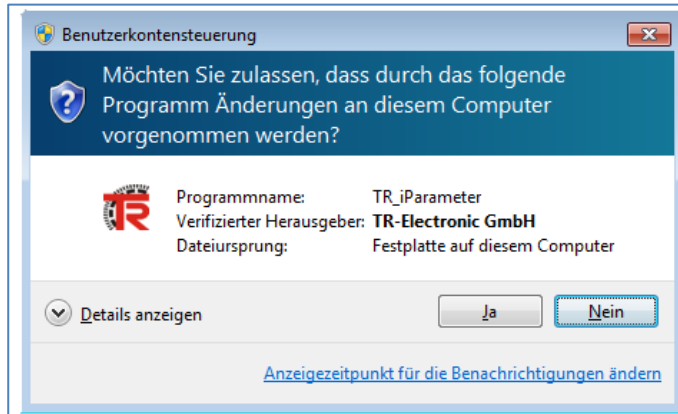 Benutzerkontensteuerung
Möchten Sie zulassen, dass durch das folgende
Programm Änderungen an diesem Computer
vorgenommen werden?
TR
Programmname: TR_iParameter
Verifizierter Herausgeber: TR-Electronic GmbH
Dateiursprung: Festplatte auf diesem Computer
Details anzeigen
Ja
Nein
Anzeigezeitpunkt für die Benachrichtigungen ändern